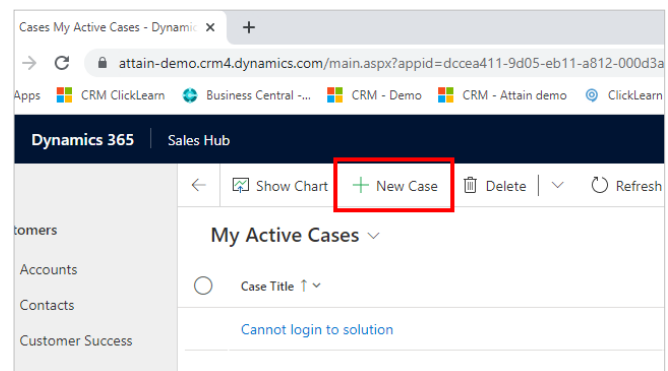 Cases My Active Cases - Dynamic
attain-demo.crm4.dynamics.com/main.aspx?appid=dccea411-9d05-eb11-a812-000d3a
Apps CRM ClickLearn Business Central -... CRM - Demo CRM - Attain demo ClickLearn
Dynamics 365 Sales Hub
Show Chart New Case Delete Refresh
tomers
My Active Cases
Accounts
Case Title
Contacts
Cannot login to solution
Customer Success